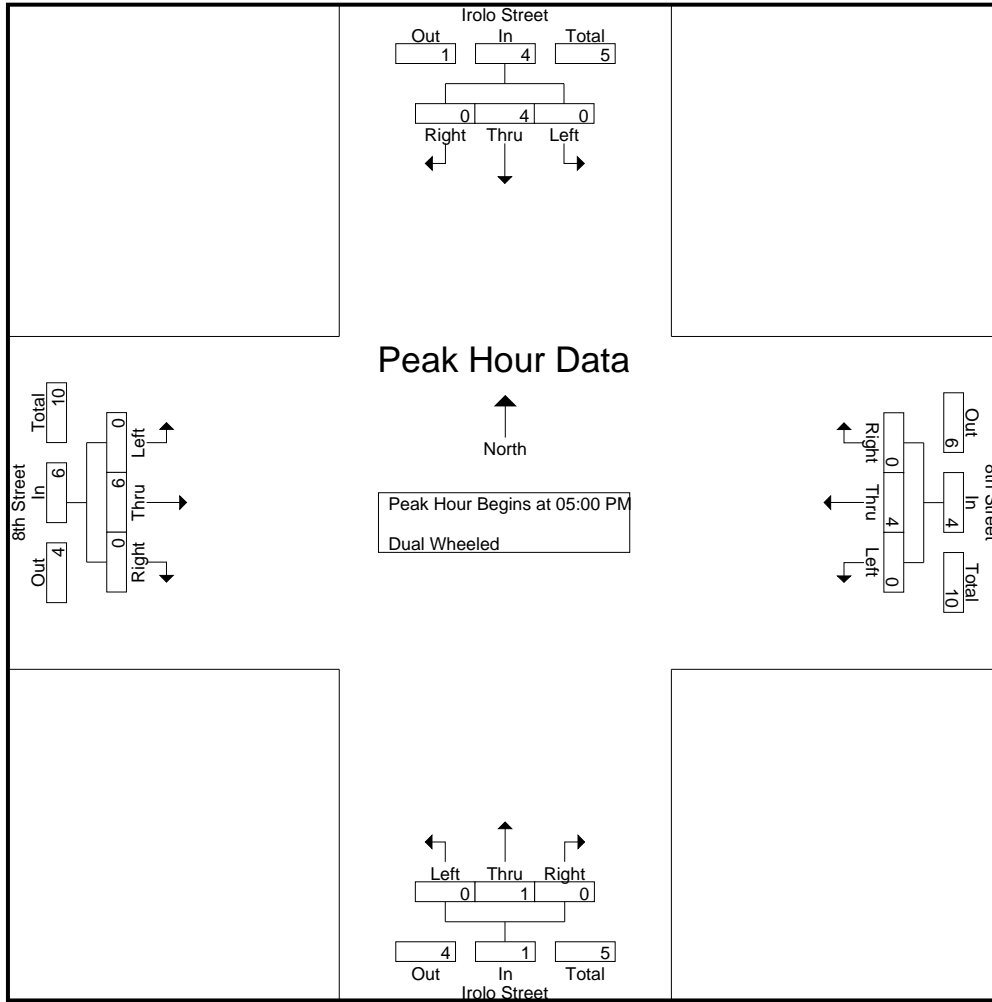 Irolo Street
Out In Total
1 4 5
0 4 0
Right Thru Left
Peak Hour Data
North
Peak Hour Begins at 05:00 PM
Dual Wheeled
8th Street
Total In Out
10 6 4
0 6 0
Left Thru Right
8th Street
Out In Total
6 4 10
0 4 0
Right Thru Left
Left Thru Right
0 1 0
4 1 5
Out In Total
Irolo Street